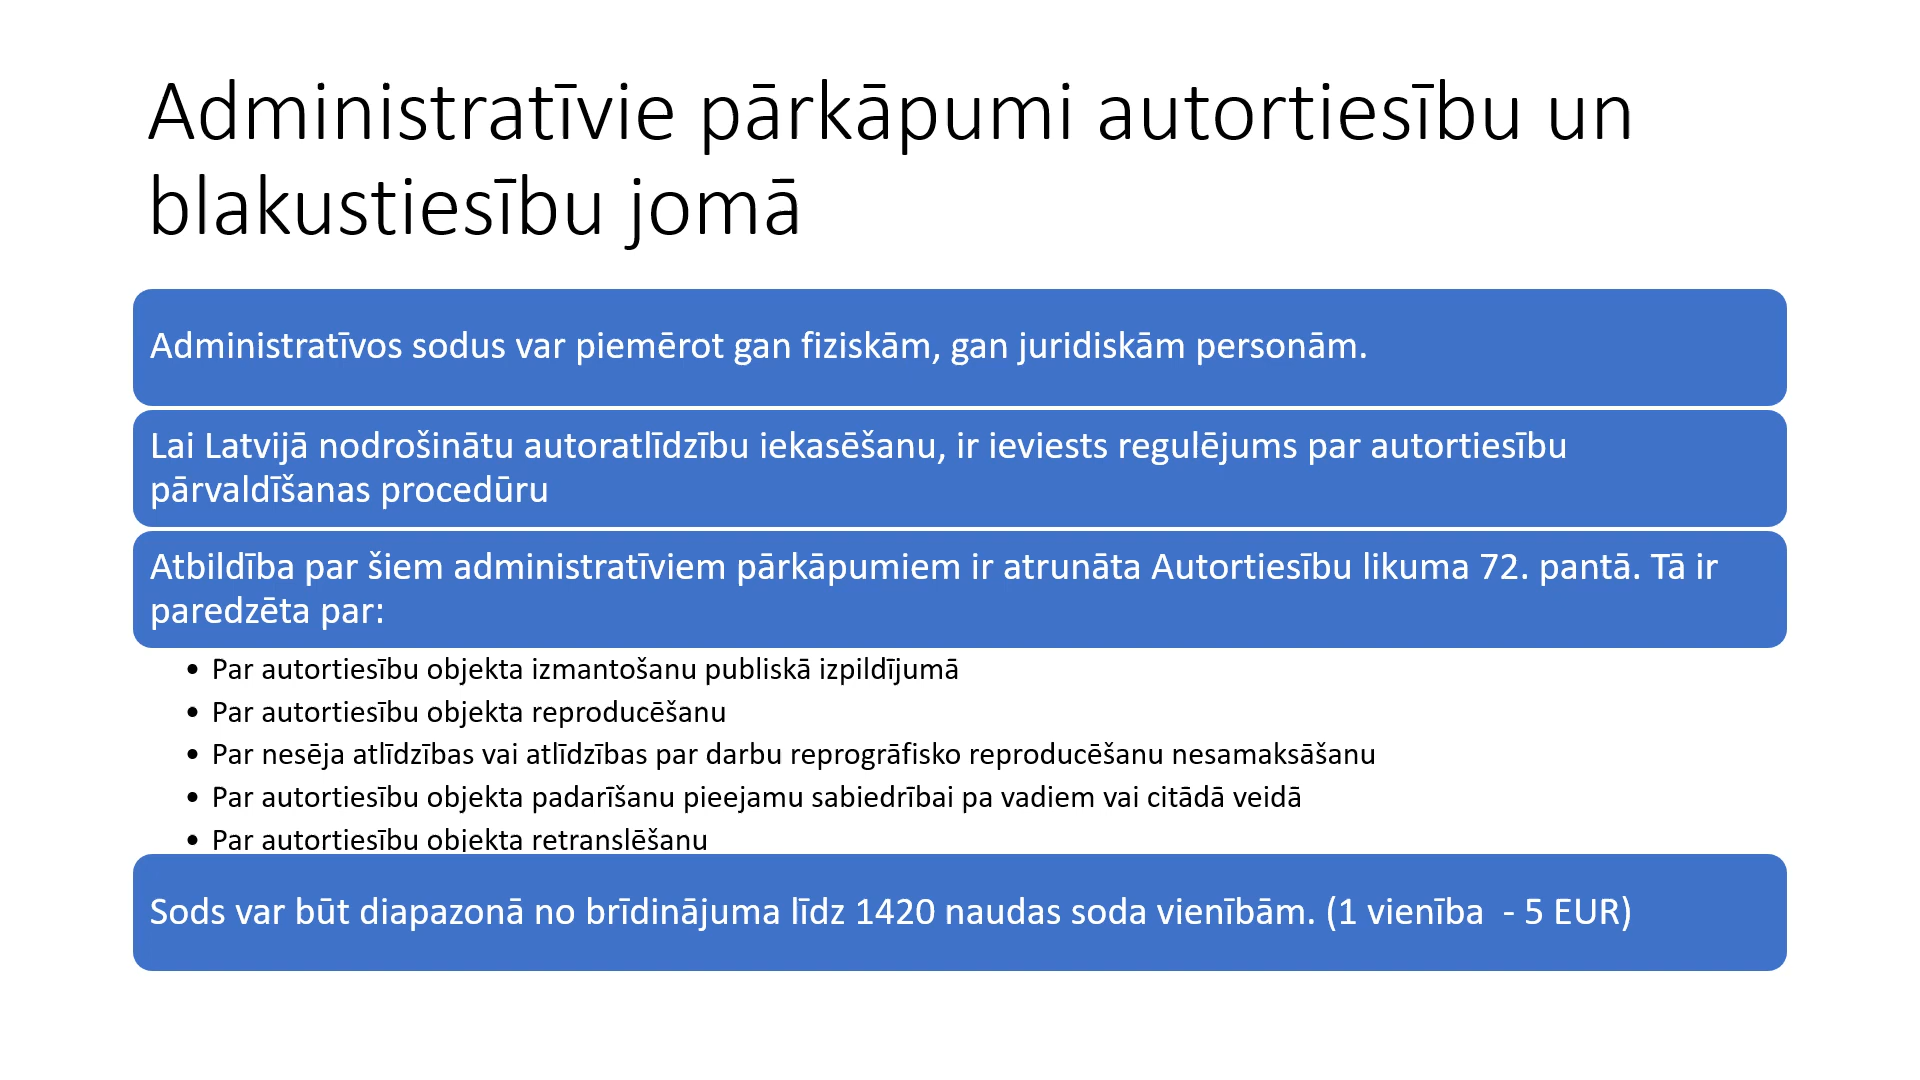 Administratīvie pārkāpumi autortiesību un
blakustiesību jomā
Administratīvos sodus var piemērot gan fiziskām, gan juridiskām personām.
Lai Latvijā nodrošinātu autoratlīdzību iekasēšanu, ir ieviests regulējums par autortiesību
pārvaldīšanas procedūru
Atbildība par šiem administratīviem pārkāpumiem ir atrunāta Autortiesību likuma 72. pantā. Tā ir
paredzēta par:
• Par autortiesību objekta izmantošanu publiskā izpildījumā
• Par autortiesību objekta reproducēšanu
• Par nesēja atlīdzības vai atlīdzības par darbu reprogrāfisko reproducēšanu nesamaksāšanu
• Par autortiesību objekta padarīšanu pieejamu sabiedrībai pa vadiem vai citādā veidā
• Par autortiesību objekta retranslēšanu
Sods var būt diapazonā no brīdinājuma līdz 1420 naudas soda vienībām. (1 vienība  - 5 EUR)